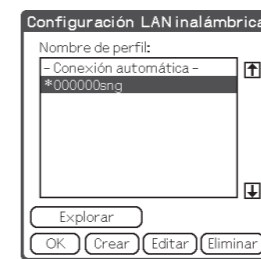 Configuración LAN inalámbrica
Nombre de perfil:
- Conexión automática -
*000000sng
Explorar
OK Crear Editar Eliminar